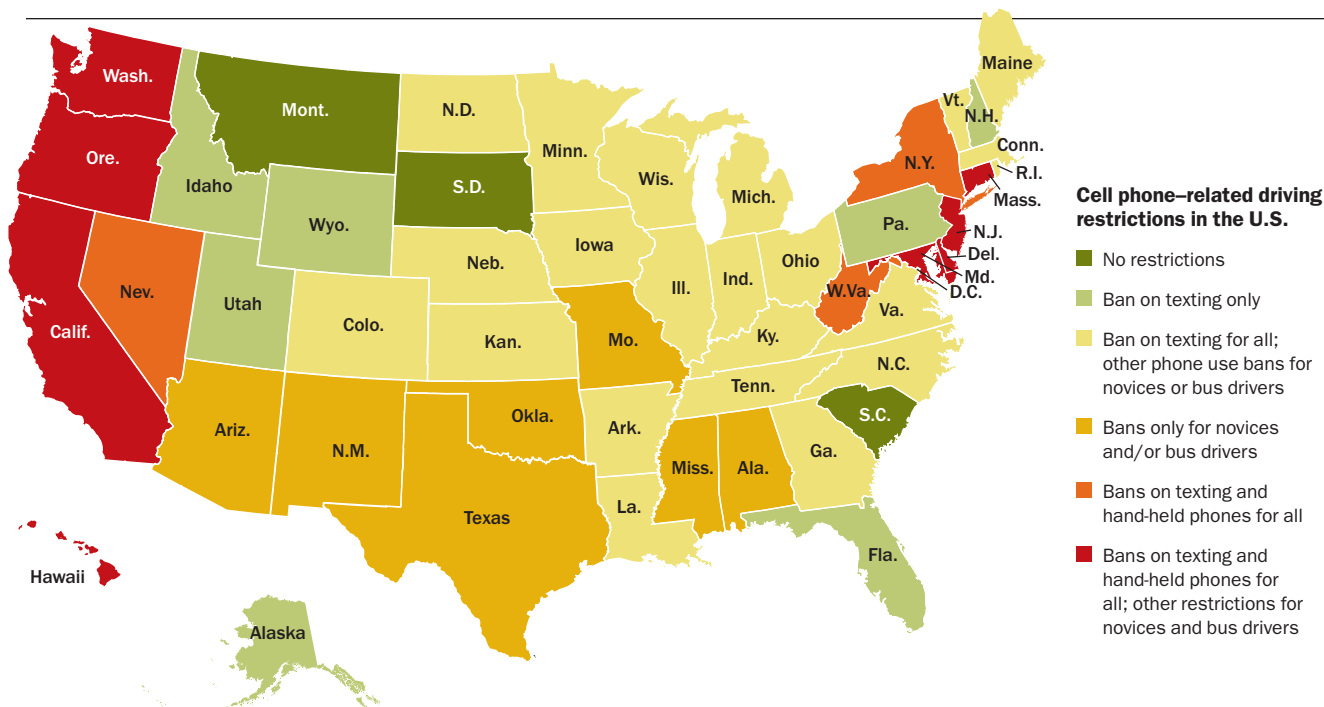 Maine
Wash.
Vt.
Mont.
N.D.
N.H.
Conn.
Minn.
Ore.
N.Y.
R.I.
Idaho
S.D.
Wis.
Mich.
Mass.
Wyo.
Pa.
N.J.
Iowa
Del.
Neb.
Ohio
Md.
Nev.
Utah
Ill.
Ind.
W.Va.
D.C.
Colo.
Va.
Calif.
Kan.
Mo.
Ky.
N.C.
Tenn.
Ariz.
Okla.
S.C.
N.M.
Ark.
Ga.
Miss.
Ala.
Texas
La.
Fla.
Hawaii
Alaska
Cell phone–related driving
restrictions in the U.S.
No restrictions
Ban on texting only
Ban on texting for all;
other phone use bans for
novices or bus drivers
Bans only for novices
and/or bus drivers
Bans on texting and
hand-held phones for all
Bans on texting and
hand-held phones for
all; other restrictions for
novices and bus drivers